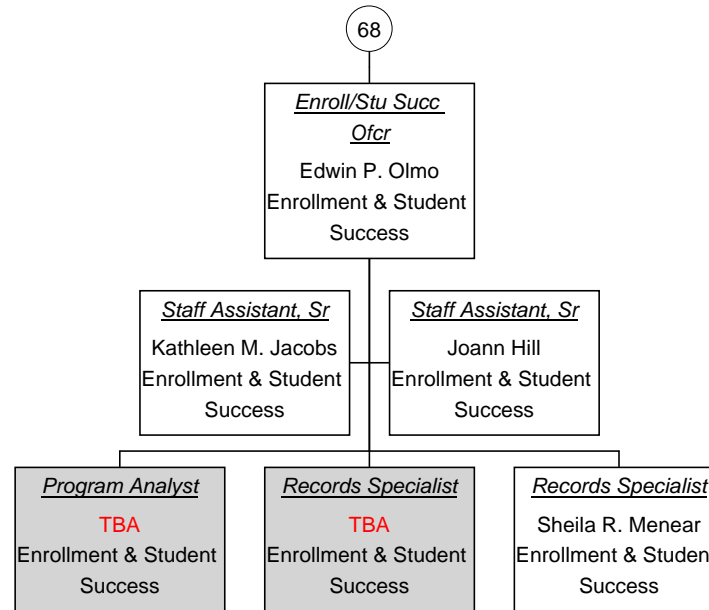 68
Enroll/Stu Succ
Ofcr
Edwin P. Olmo
Enrollment & Student
Success
Staff Assistant, Sr
Kathleen M. Jacobs
Enrollment & Student
Success
Staff Assistant, Sr
Joann Hill
Enrollment & Student
Success
Program Analyst
TBA
Enrollment & Student
Success
Records Specialist
TBA
Enrollment & Student
Success
Records Specialist
Sheila R. Menear
Enrollment & Studen
Success